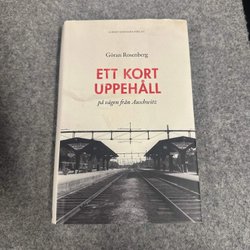 Göran Rosenberg
ETT KORT
UPPEHÅLL
på vägen från Auschwitz